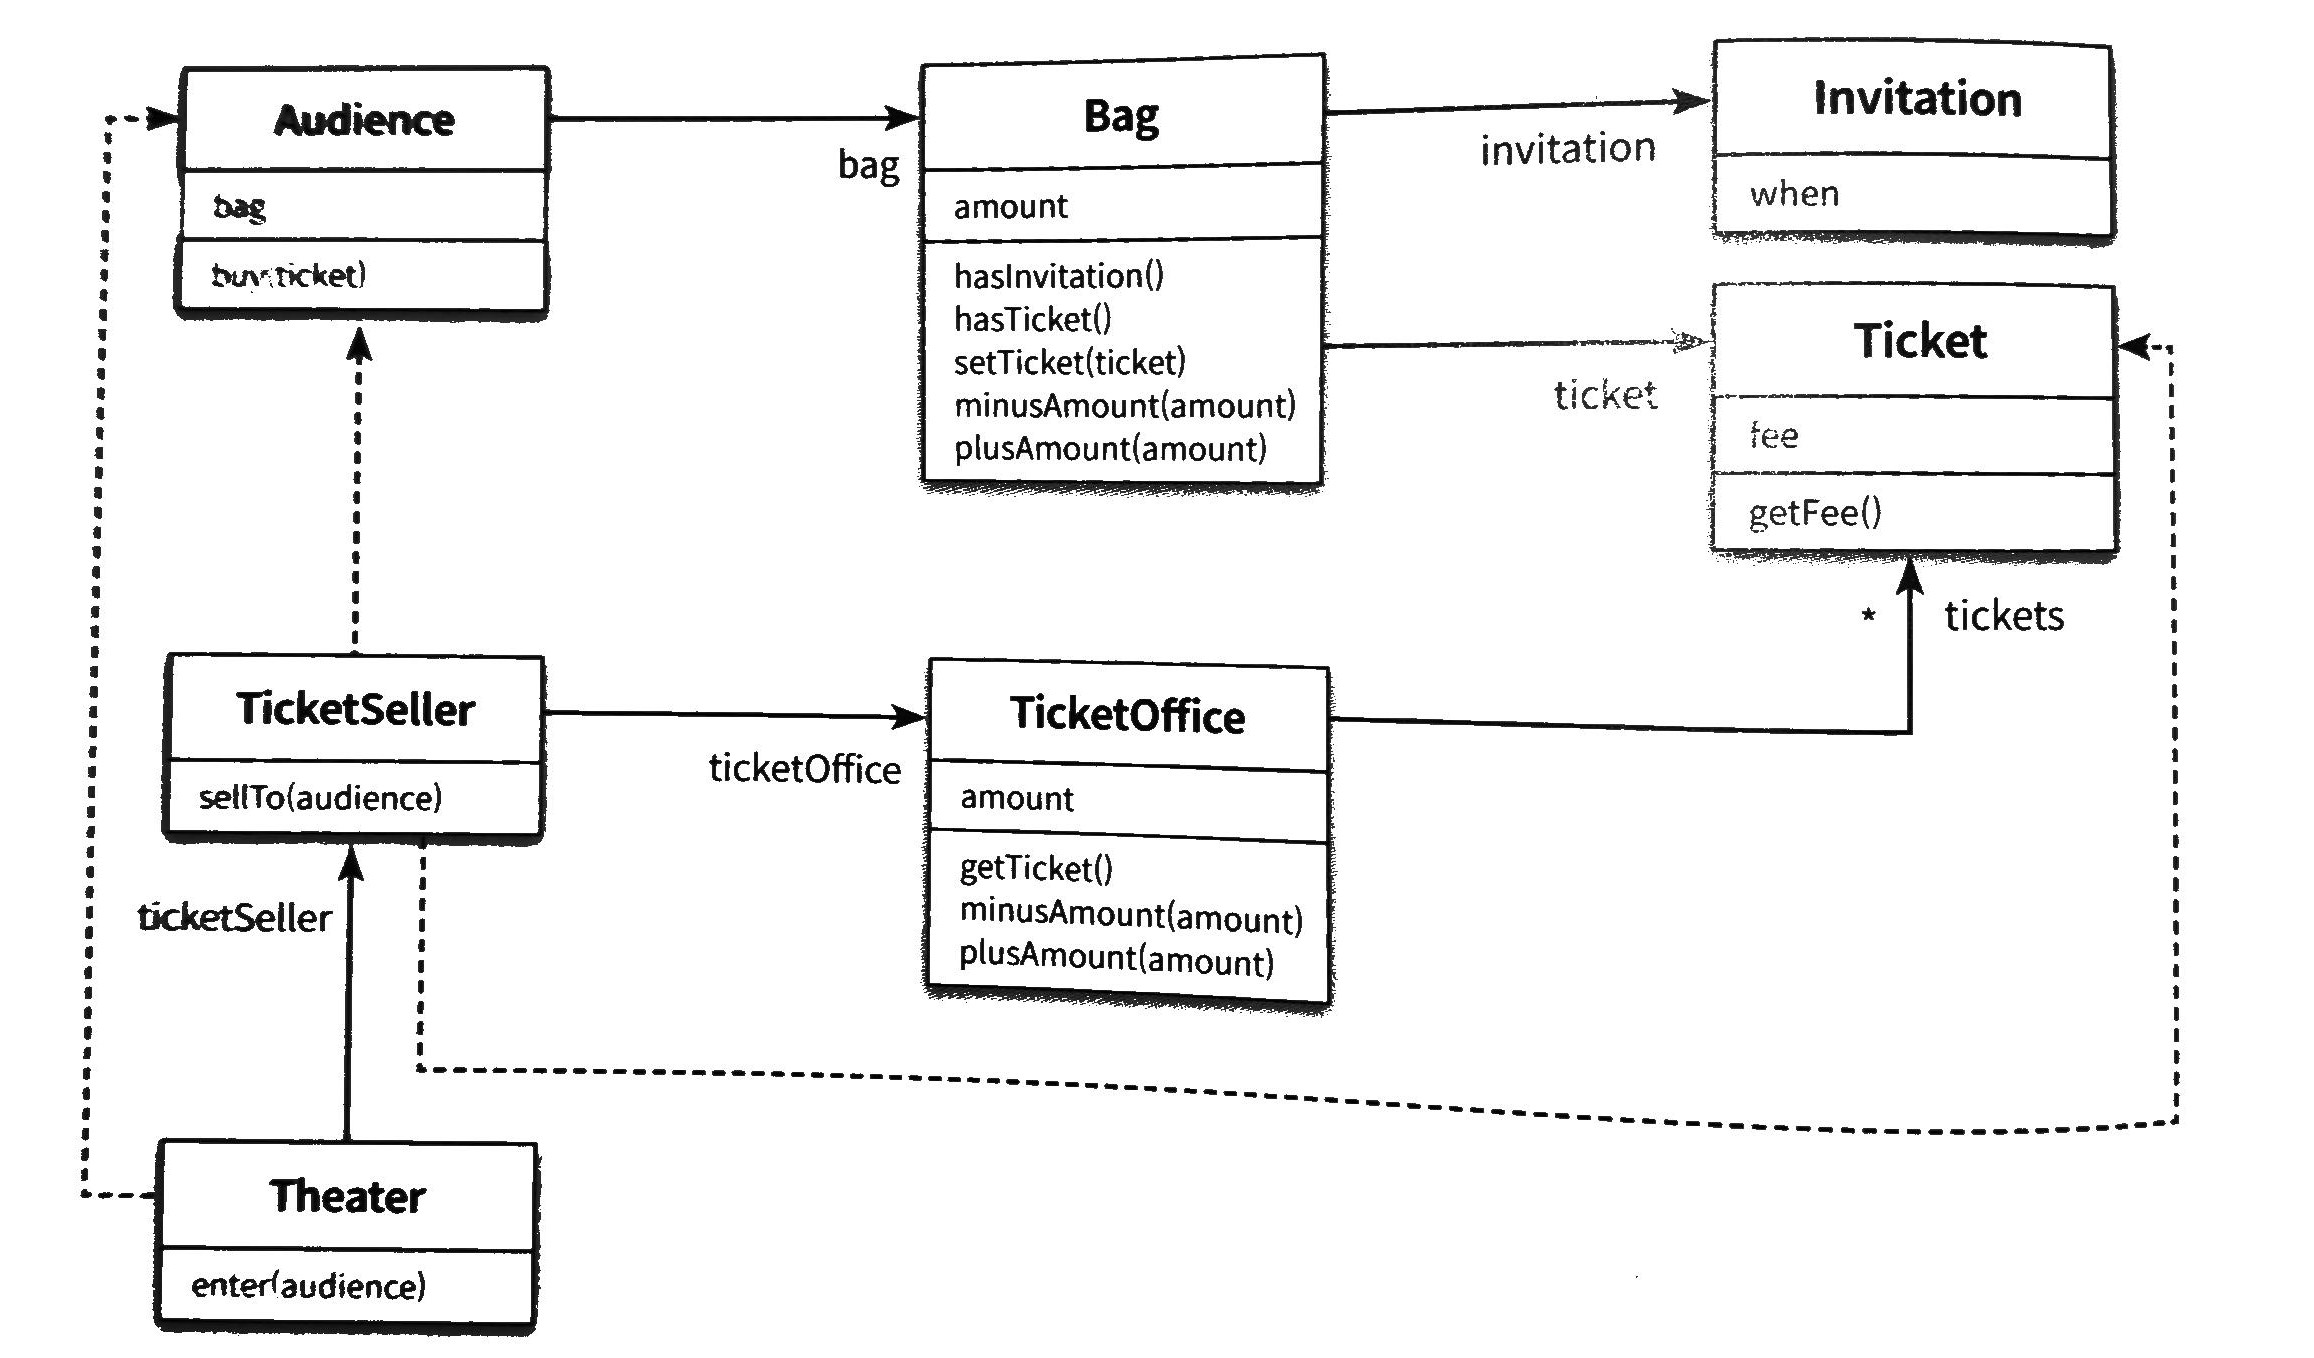 Audience
bag
buy(ticket)
bag
Bag
amount
hasInvitation()
hasTicket()
setTicket(ticket)
minusAmount(amount)
plusAmount(amount)
invitation
Invitation
when
ticket
Ticket
fee
getFee()
* tickets
TicketSeller
sellTo(audience)
ticketOffice
TicketOffice
amount
getTicket()
minusAmount(amount)
plusAmount(amount)
ticketSeller
Theater
enter(audience)